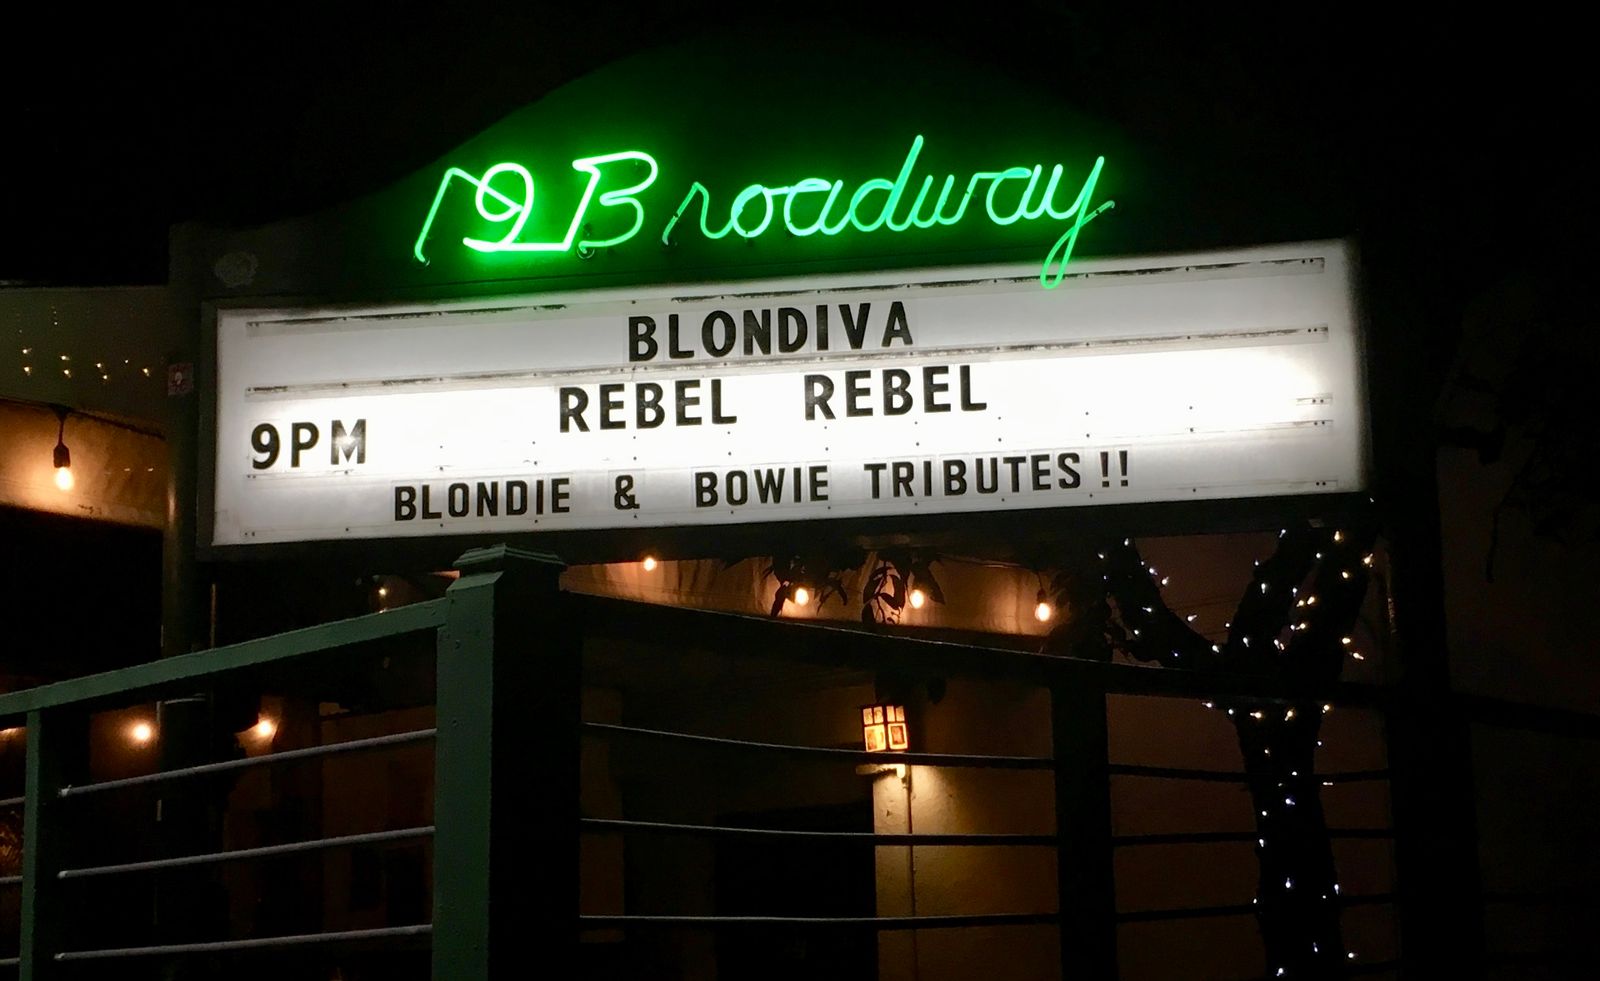 19 Broadway
BLONDIVA
REBEL REBEL
9PM
BLONDIE & BOWIE TRIBUTES!!